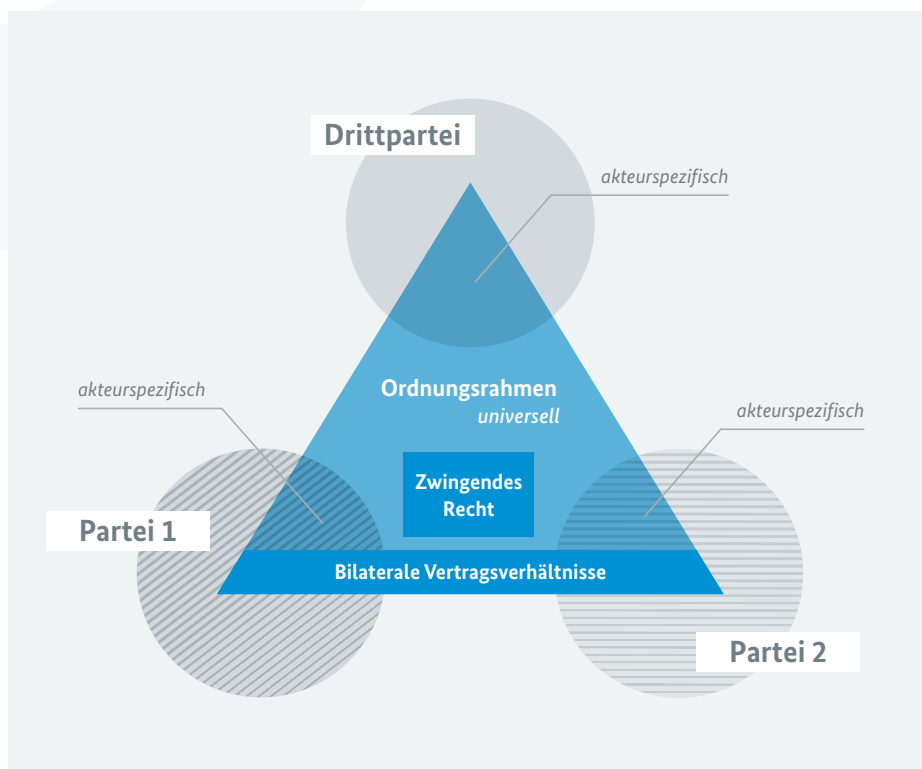 Drittpartei
akteurspezifisch
Ordnungsrahmen
universell
akteurspezifisch
akteurspezifisch
Zwingendes
Recht
Partei 1
Bilaterale Vertragsverhältnisse
Partei 2